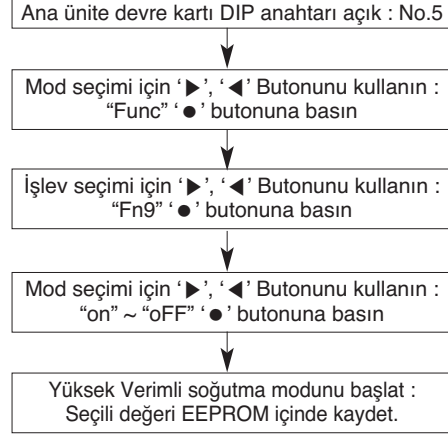 Ana ünite devre kartı DIP anahtarı açık : No.5
Mod seçimi için ‘▶’, ‘◀’ Butonunu kullanın :
“Func” ‘●’ butonuna basın
İşlev seçimi için ‘▶’, ‘◀’ Butonunu kullanın :
“Fn9” ‘●’ butonuna basın
Mod seçimi için ‘▶’, ‘◀’ Butonunu kullanın :
“on” ~ “oFF” ‘●’ butonuna basın
Yüksek Verimli soğutma modunu başlat :
Seçili değeri EEPROM içinde kaydet.